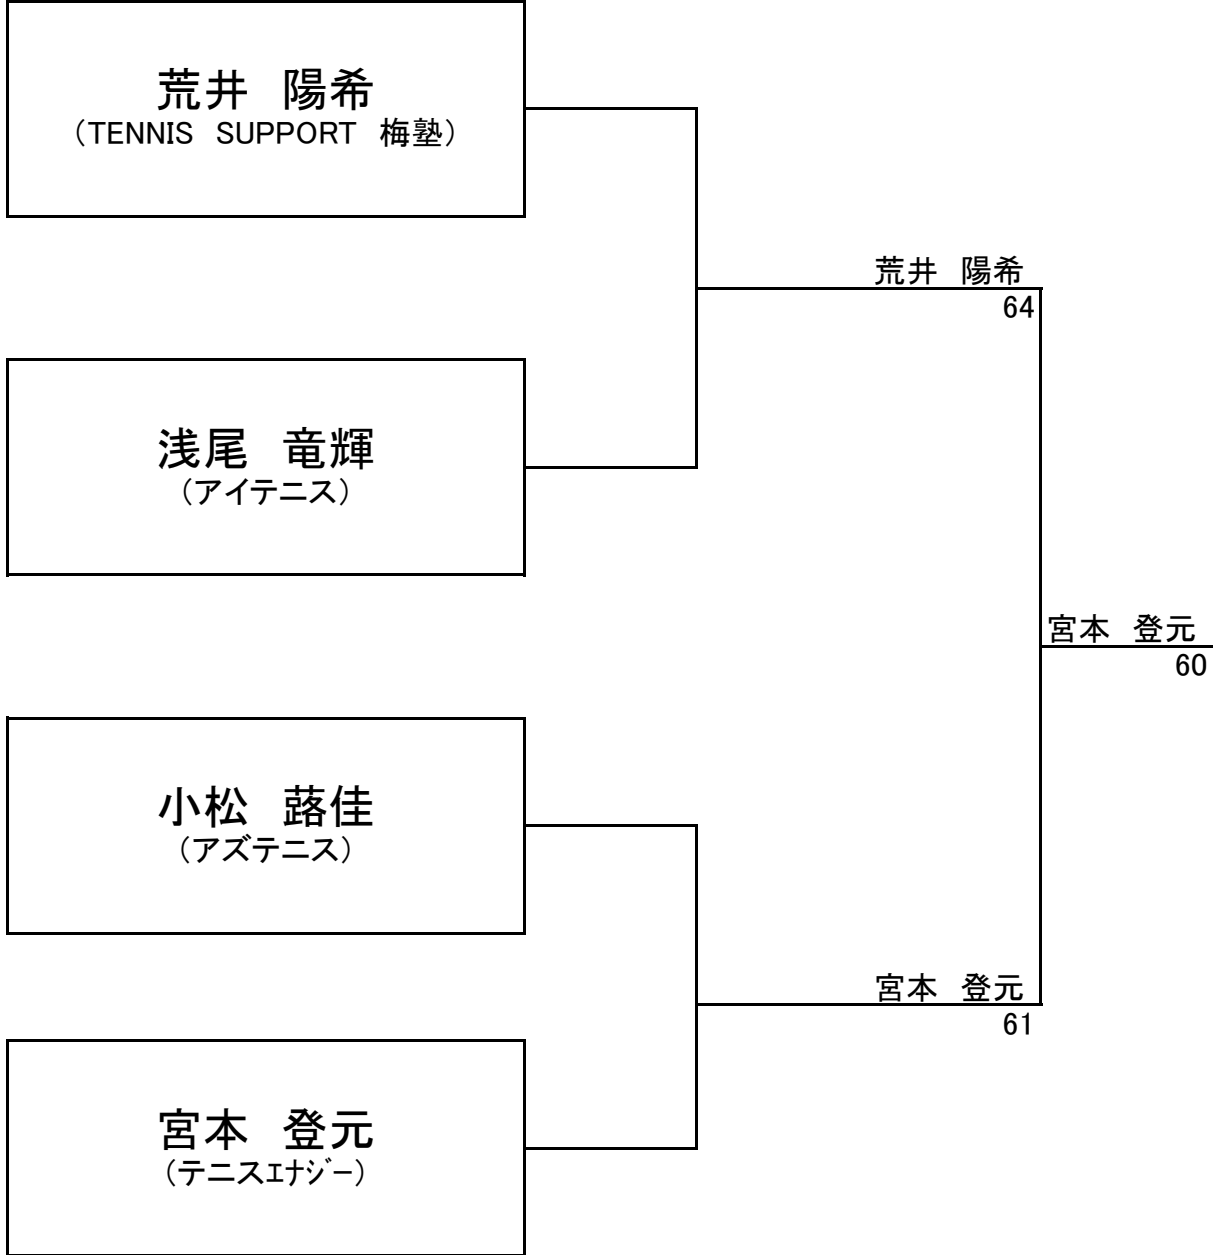 荒井　陽希
（TENNIS　SUPPORT　梅塾）
荒井　陽希
64
浅尾　竜輝
（アイテニス）
宮本　登元
60
小松　蕗佳
（アズテニス）
宮本　登元
61
宮本　登元
（テニスｴﾅｼﾞｰ）